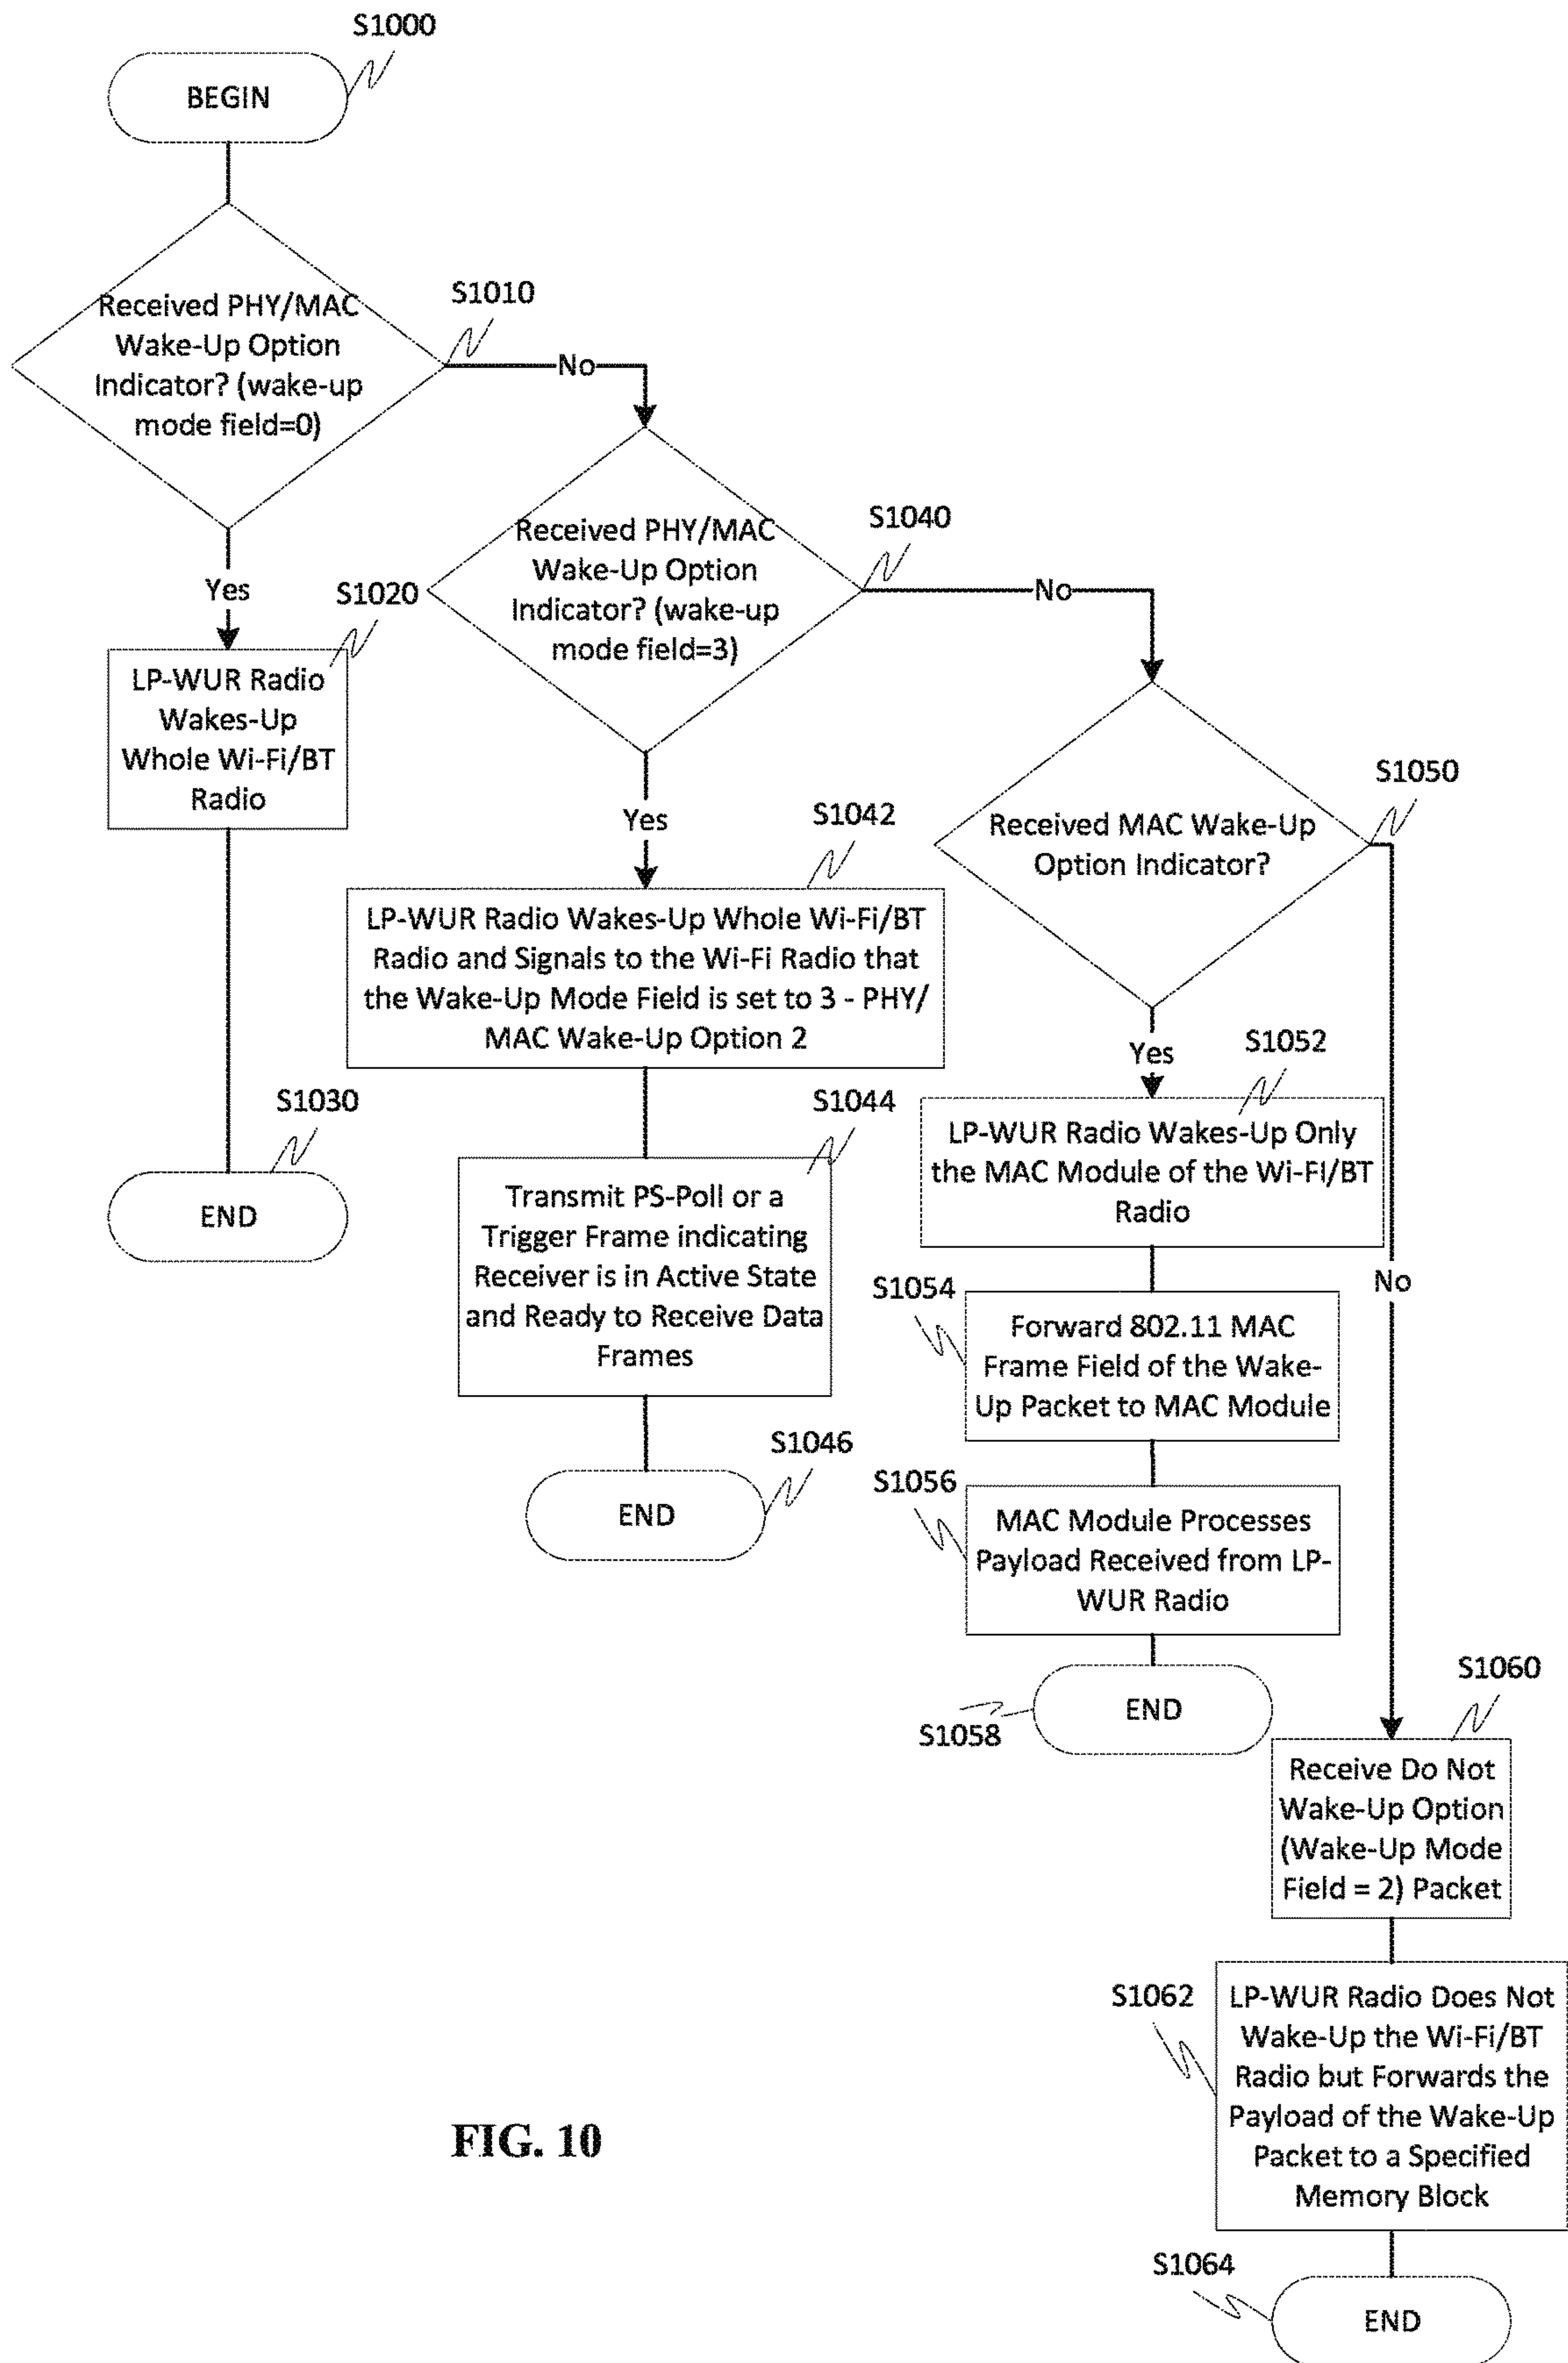 S1000
BEGIN
Received PHY/MAC
Wake-Up Option
Indicator? (wake-up
mode field=0)
S1010
No
Yes
S1020
LP-WUR Radio
Wakes-Up
Whole Wi-Fi/BT
Radio
S1030
END
Received PHY/MAC
Wake-Up Option
Indicator? (wake-up
mode field=3)
S1040
No
Yes
S1042
LP-WUR Radio Wakes-Up Whole Wi-Fi/BT
Radio and Signals to the Wi-Fi Radio that
the Wake-Up Mode Field is set to 3 - PHY/
MAC Wake-Up Option 2
S1044
Transmit PS-Poll or a
Trigger Frame indicating
Receiver is in Active State
and Ready to Receive Data
Frames
S1046
END
S1050
Received MAC Wake-Up
Option Indicator?
Yes
S1052
LP-WUR Radio Wakes-Up Only
the MAC Module of the Wi-Fi/BT
Radio
No
S1054
Forward 802.11 MAC
Frame Field of the Wake-
Up Packet to MAC Module
S1056
MAC Module Processes
Payload Received from LP-
WUR Radio
END
S1058
S1060
Receive Do Not
Wake-Up Option
(Wake-Up Mode
Field = 2) Packet
S1062
LP-WUR Radio Does Not
Wake-Up the Wi-Fi/BT
Radio but Forwards the
Payload of the Wake-Up
Packet to a Specified
Memory Block
S1064
END
FIG. 10